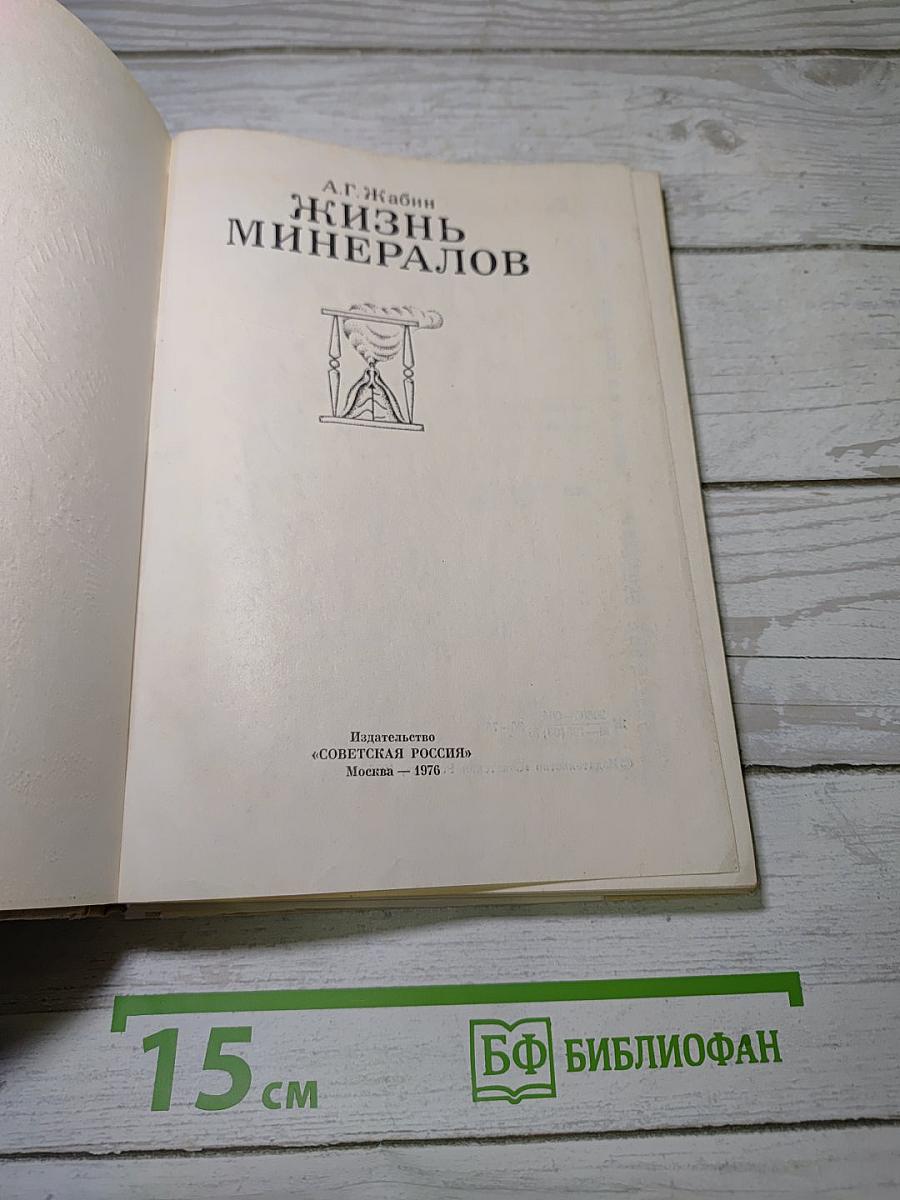 А.Г. Жабин
ЖИЗНЬ
МИНЕРАЛОВ
Издательство
«СОВЕТСКАЯ РОССИЯ»
Москва — 1976
15 см
БФ БИБЛИОФАН